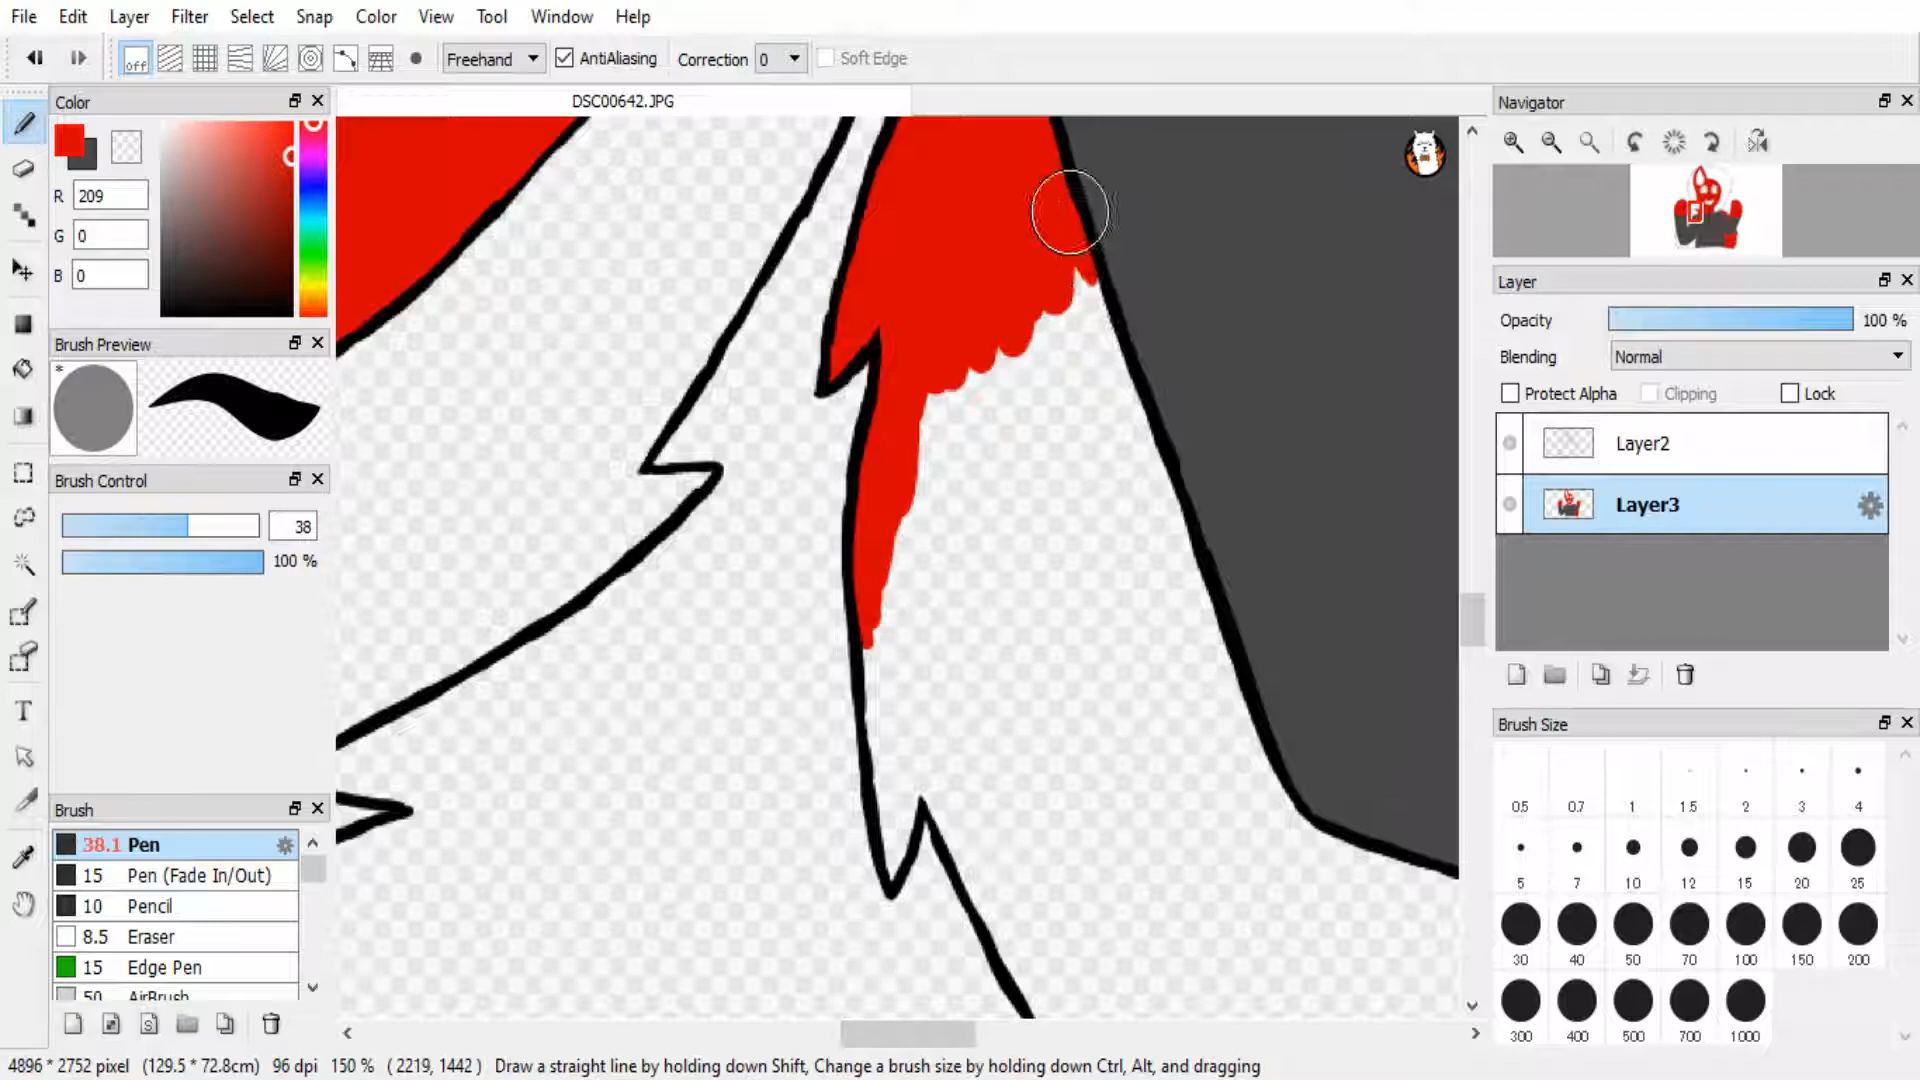 File Edit Layer Filter Select Snap Color View Tool Window Help
off Freehand AntiAliasing Correction 0 Soft Edge
Color
DSC00642.JPG
Navigator
R 209
G 0
B 0
Layer
Opacity 100 %
Brush Preview
Blending Normal
*
Protect Alpha Clipping Lock
Layer2
Brush Control
Layer3
38
100 %
T
Brush Size
0.5 0.7 1 1.5 2 3 4
Brush
38.1 Pen
15 Pen (Fade In/Out)
5 7 10 12 15 20 25
10 Pencil
8.5 Eraser
30 40 50 70 100 150 200
15 Edge Pen
50 AirBrush
S
300 400 500 700 1000
4896 * 2752 pixel (129.5 * 72.8cm) 96 dpi 150 % ( 2219, 1442 ) Draw a straight line by holding down Shift, Change a brush size by holding down Ctrl, Alt, and dragging